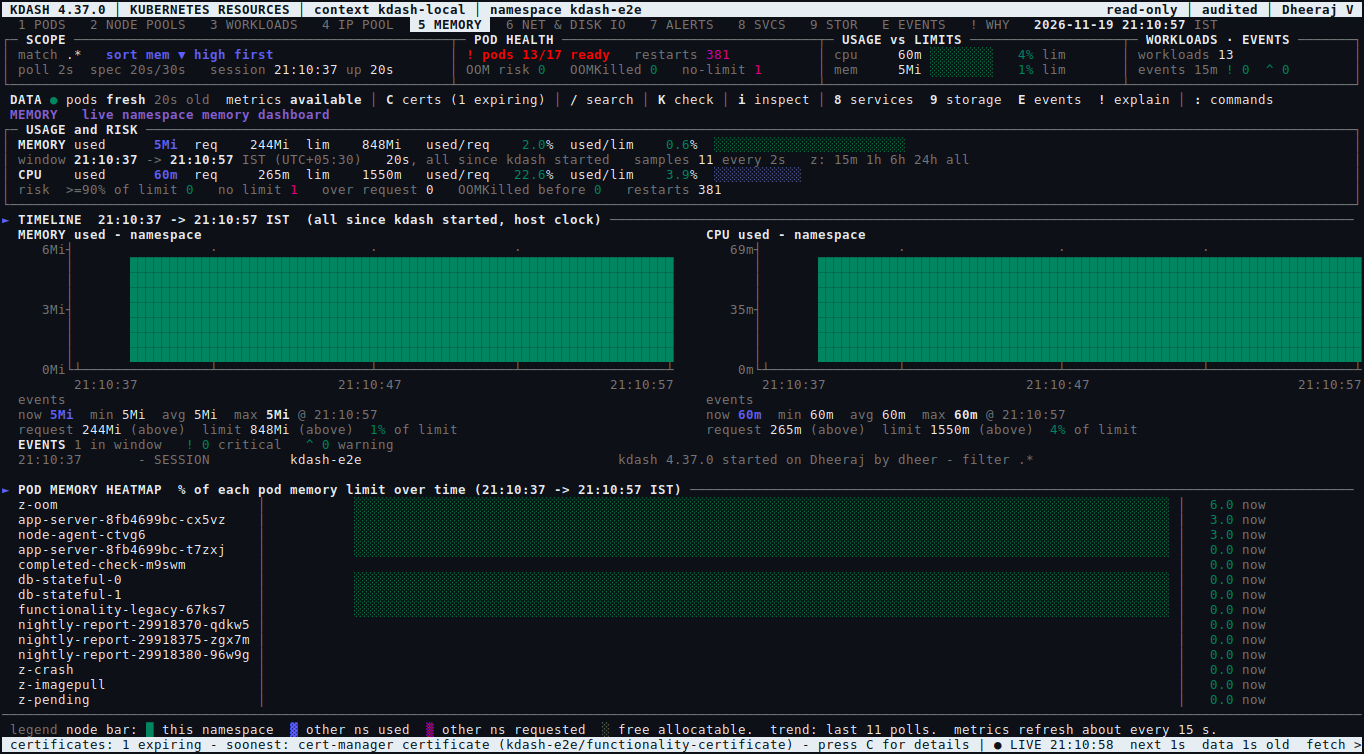 KDASH 4.37.0 │ KUBERNETES RESOURCES │ context kdash-local │ namespace kdash-e2e read-only │ audited │ Dheeraj V
1 PODS 2 NODE POOLS 3 WORKLOADS 4 IP POOL 5 MEMORY 6 NET & DISK IO 7 ALERTS 8 SVCS 9 STOR E EVENTS ! WHY 2026-11-19 21:10:57 IST
SCOPE POD HEALTH USAGE vs LIMITS WORKLOADS · EVENTS
match .* sort mem ▼ high first ! pods 13/17 ready restarts 381 cpu 60m 4% lim workloads 13
poll 2s spec 20s/30s session 21:10:37 up 20s OOM risk 0 OOMKilled 0 no-limit 1 mem 5Mi 1% lim events 15m ! 0 ^ 0
DATA ● pods fresh 20s old metrics available │ C certs (1 expiring) │ / search │ K check │ i inspect │ 8 services 9 storage E events ! explain │ : commands
MEMORY live namespace memory dashboard
USAGE and RISK
MEMORY used 5Mi req 244Mi lim 848Mi used/req 2.0% used/lim 0.6%
window 21:10:37 -> 21:10:57 IST (UTC+05:30) 20s, all since kdash started samples 11 every 2s z: 15m 1h 6h 24h all
CPU used 60m req 265m lim 1550m used/req 22.6% used/lim 3.9%
risk >=90% of limit 0 no limit 1 over request 0 OOMKilled before 0 restarts 381
► TIMELINE 21:10:37 -> 21:10:57 IST (all since kdash started, host clock)
MEMORY used - namespace CPU used - namespace
6Mi 69m
3Mi 35m
0Mi 0m
21:10:37 21:10:47 21:10:57 21:10:37 21:10:47 21:10:57
events events
now 5Mi min 5Mi avg 5Mi max 5Mi @ 21:10:57 now 60m min 60m avg 60m max 60m @ 21:10:57
request 244Mi (above) limit 848Mi (above) 1% of limit request 265m (above) limit 1550m (above) 4% of limit
EVENTS 1 in window ! 0 critical ^ 0 warning
21:10:37 - SESSION kdash-e2e kdash 4.37.0 started on Dheeraj by dheer - filter .*
► POD MEMORY HEATMAP % of each pod memory limit over time (21:10:37 -> 21:10:57 IST)
z-oom 6.0 now
app-server-8fb4699bc-cx5vz 3.0 now
node-agent-ctvg6 3.0 now
app-server-8fb4699bc-t7zxj 0.0 now
completed-check-m9swm 0.0 now
db-stateful-0 0.0 now
db-stateful-1 0.0 now
functionality-legacy-67ks7 0.0 now
nightly-report-29918370-qdkw5 0.0 now
nightly-report-29918375-zgx7m 0.0 now
nightly-report-29918380-96w9g 0.0 now
z-crash 0.0 now
z-imagepull 0.0 now
z-pending 0.0 now
legend node bar: this namespace other ns used other ns requested free allocatable. trend: last 11 polls. metrics refresh about every 15 s.
certificates: 1 expiring - soonest: cert-manager certificate (kdash-e2e/functionality-certificate) - press C for details | ● LIVE 21:10:58 next 1s data 1s old fetch >